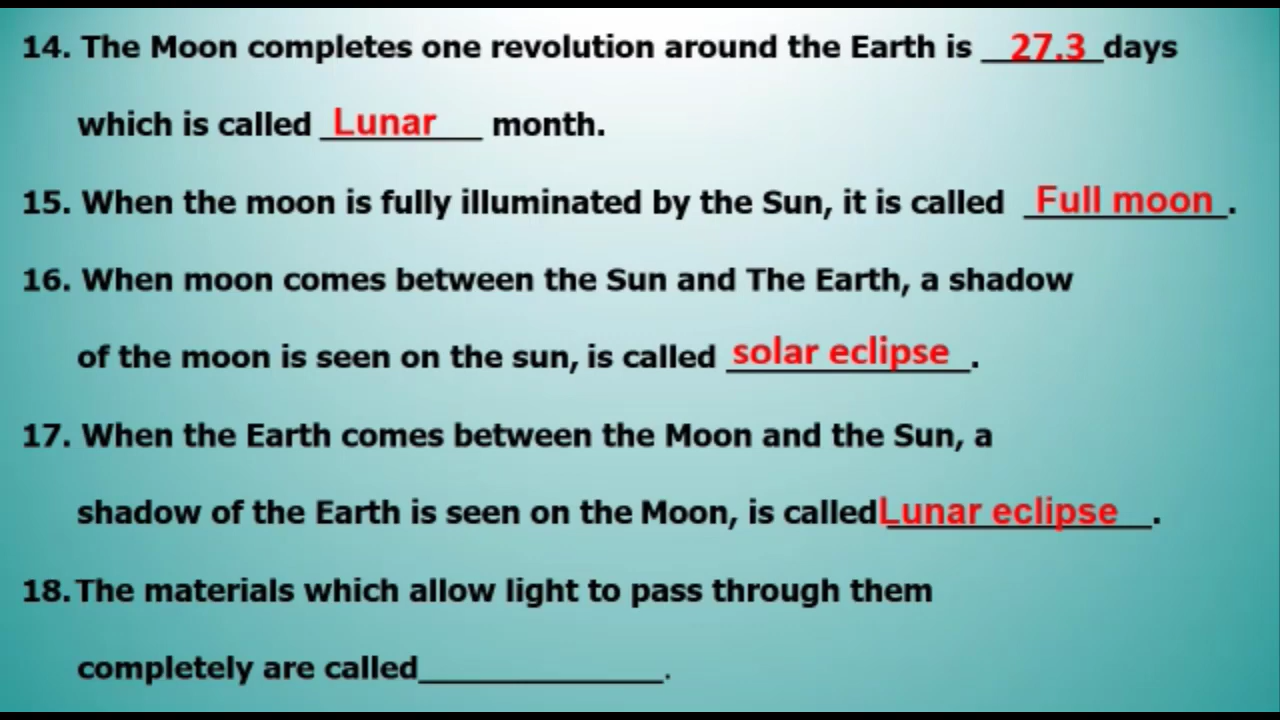 14. The Moon completes one revolution around the Earth is 27.3 days
which is called Lunar month.
15. When the moon is fully illuminated by the Sun, it is called Full moon.
16. When moon comes between the Sun and The Earth, a shadow
of the moon is seen on the sun, is called solar eclipse.
17. When the Earth comes between the Moon and the Sun, a
shadow of the Earth is seen on the Moon, is called Lunar eclipse.
18. The materials which allow light to pass through them
completely are called______________.